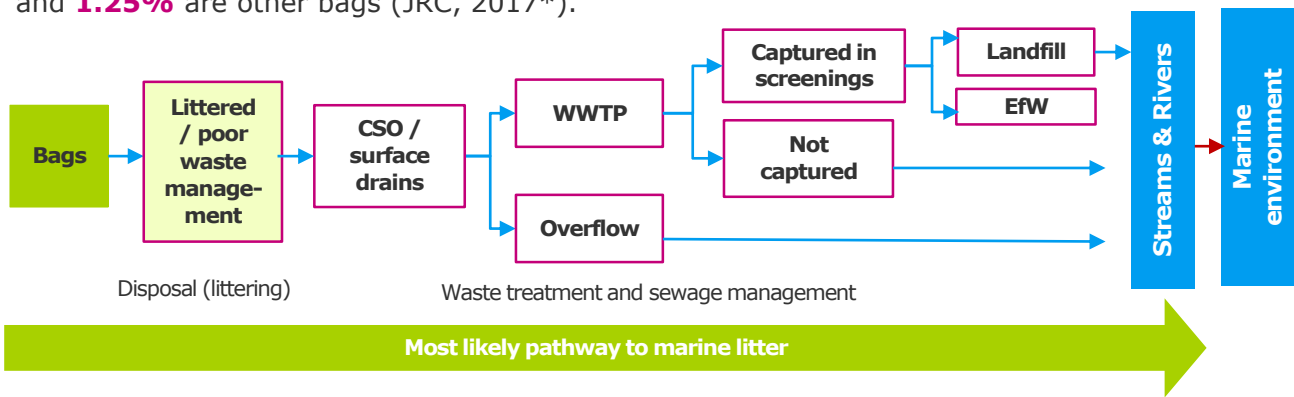 and 1.25% are other bags (JRC, 2017*).
Bags
Littered
/ poor
waste
manage-
ment
CSO /
surface
drains
WWTP
Overflow
Captured in
screenings
Not
captured
Landfill
EfW
Streams & Rivers
Marine
environment
Disposal (littering)
Waste treatment and sewage management
Most likely pathway to marine litter